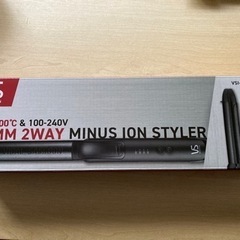 00℃ & 100-240V
MM 2WAY MINUS ION STYLER
VS